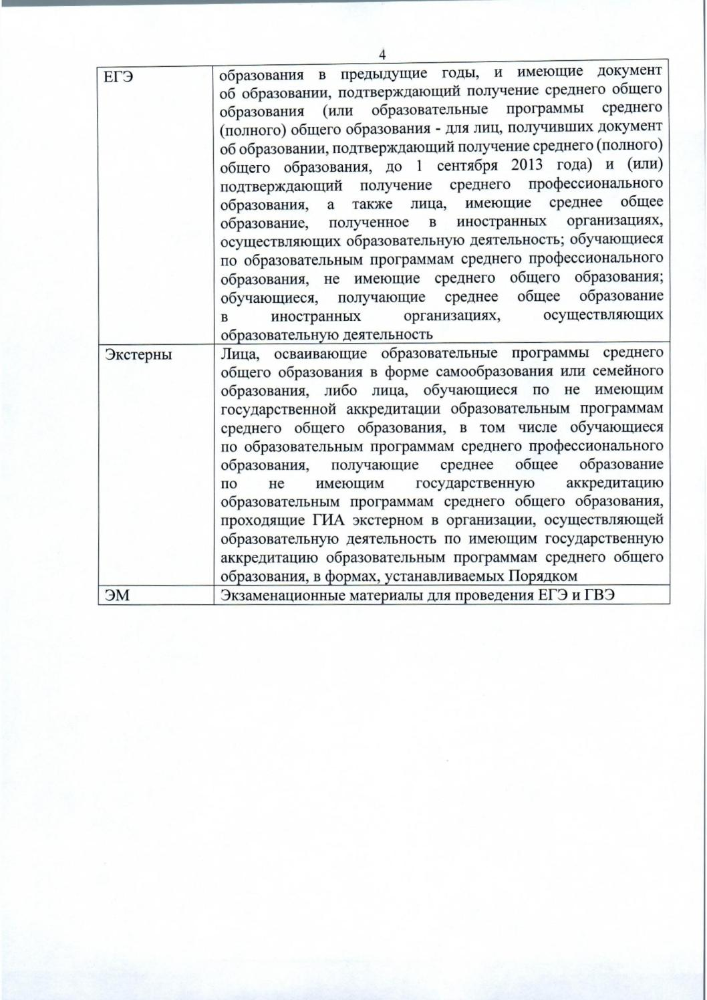 4
ЕГЭ
образования в предыдущие годы, и имеющие документ
об образовании, подтверждающий получение среднего общего
образования (или образовательные программы среднего
(полного) общего образования - для лиц, получивших документ
об образовании, подтверждающий получение среднего (полного)
общего образования, до 1 сентября 2013 года) и (или)
подтверждающий получение среднего профессионального
образования, а также лица, имеющие среднее общее
образование, полученное в иностранных организациях,
осуществляющих образовательную деятельность; обучающиеся
по образовательным программам среднего профессионального
образования, не имеющие среднего общего образования;
обучающиеся, получающие среднее общее образование
в иностранных организациях, осуществляющих
образовательную деятельность
Экстерны
Лица, осваивающие образовательные программы среднего
общего образования в форме самообразования или семейного
образования, либо лица, обучающиеся по не имеющим
государственной аккредитации образовательным программам
среднего общего образования, в том числе обучающиеся
по образовательным программам среднего профессионального
образования, получающие среднее общее образование
по не имеющим государственную аккредитацию
образовательным программам среднего общего образования,
проходящие ГИА экстерном в организации, осуществляющей
образовательную деятельность по имеющим государственную
аккредитацию образовательным программам среднего общего
образования, в формах, устанавливаемых Порядком
ЭМ
Экзаменационные материалы для проведения ЕГЭ и ГВЭ